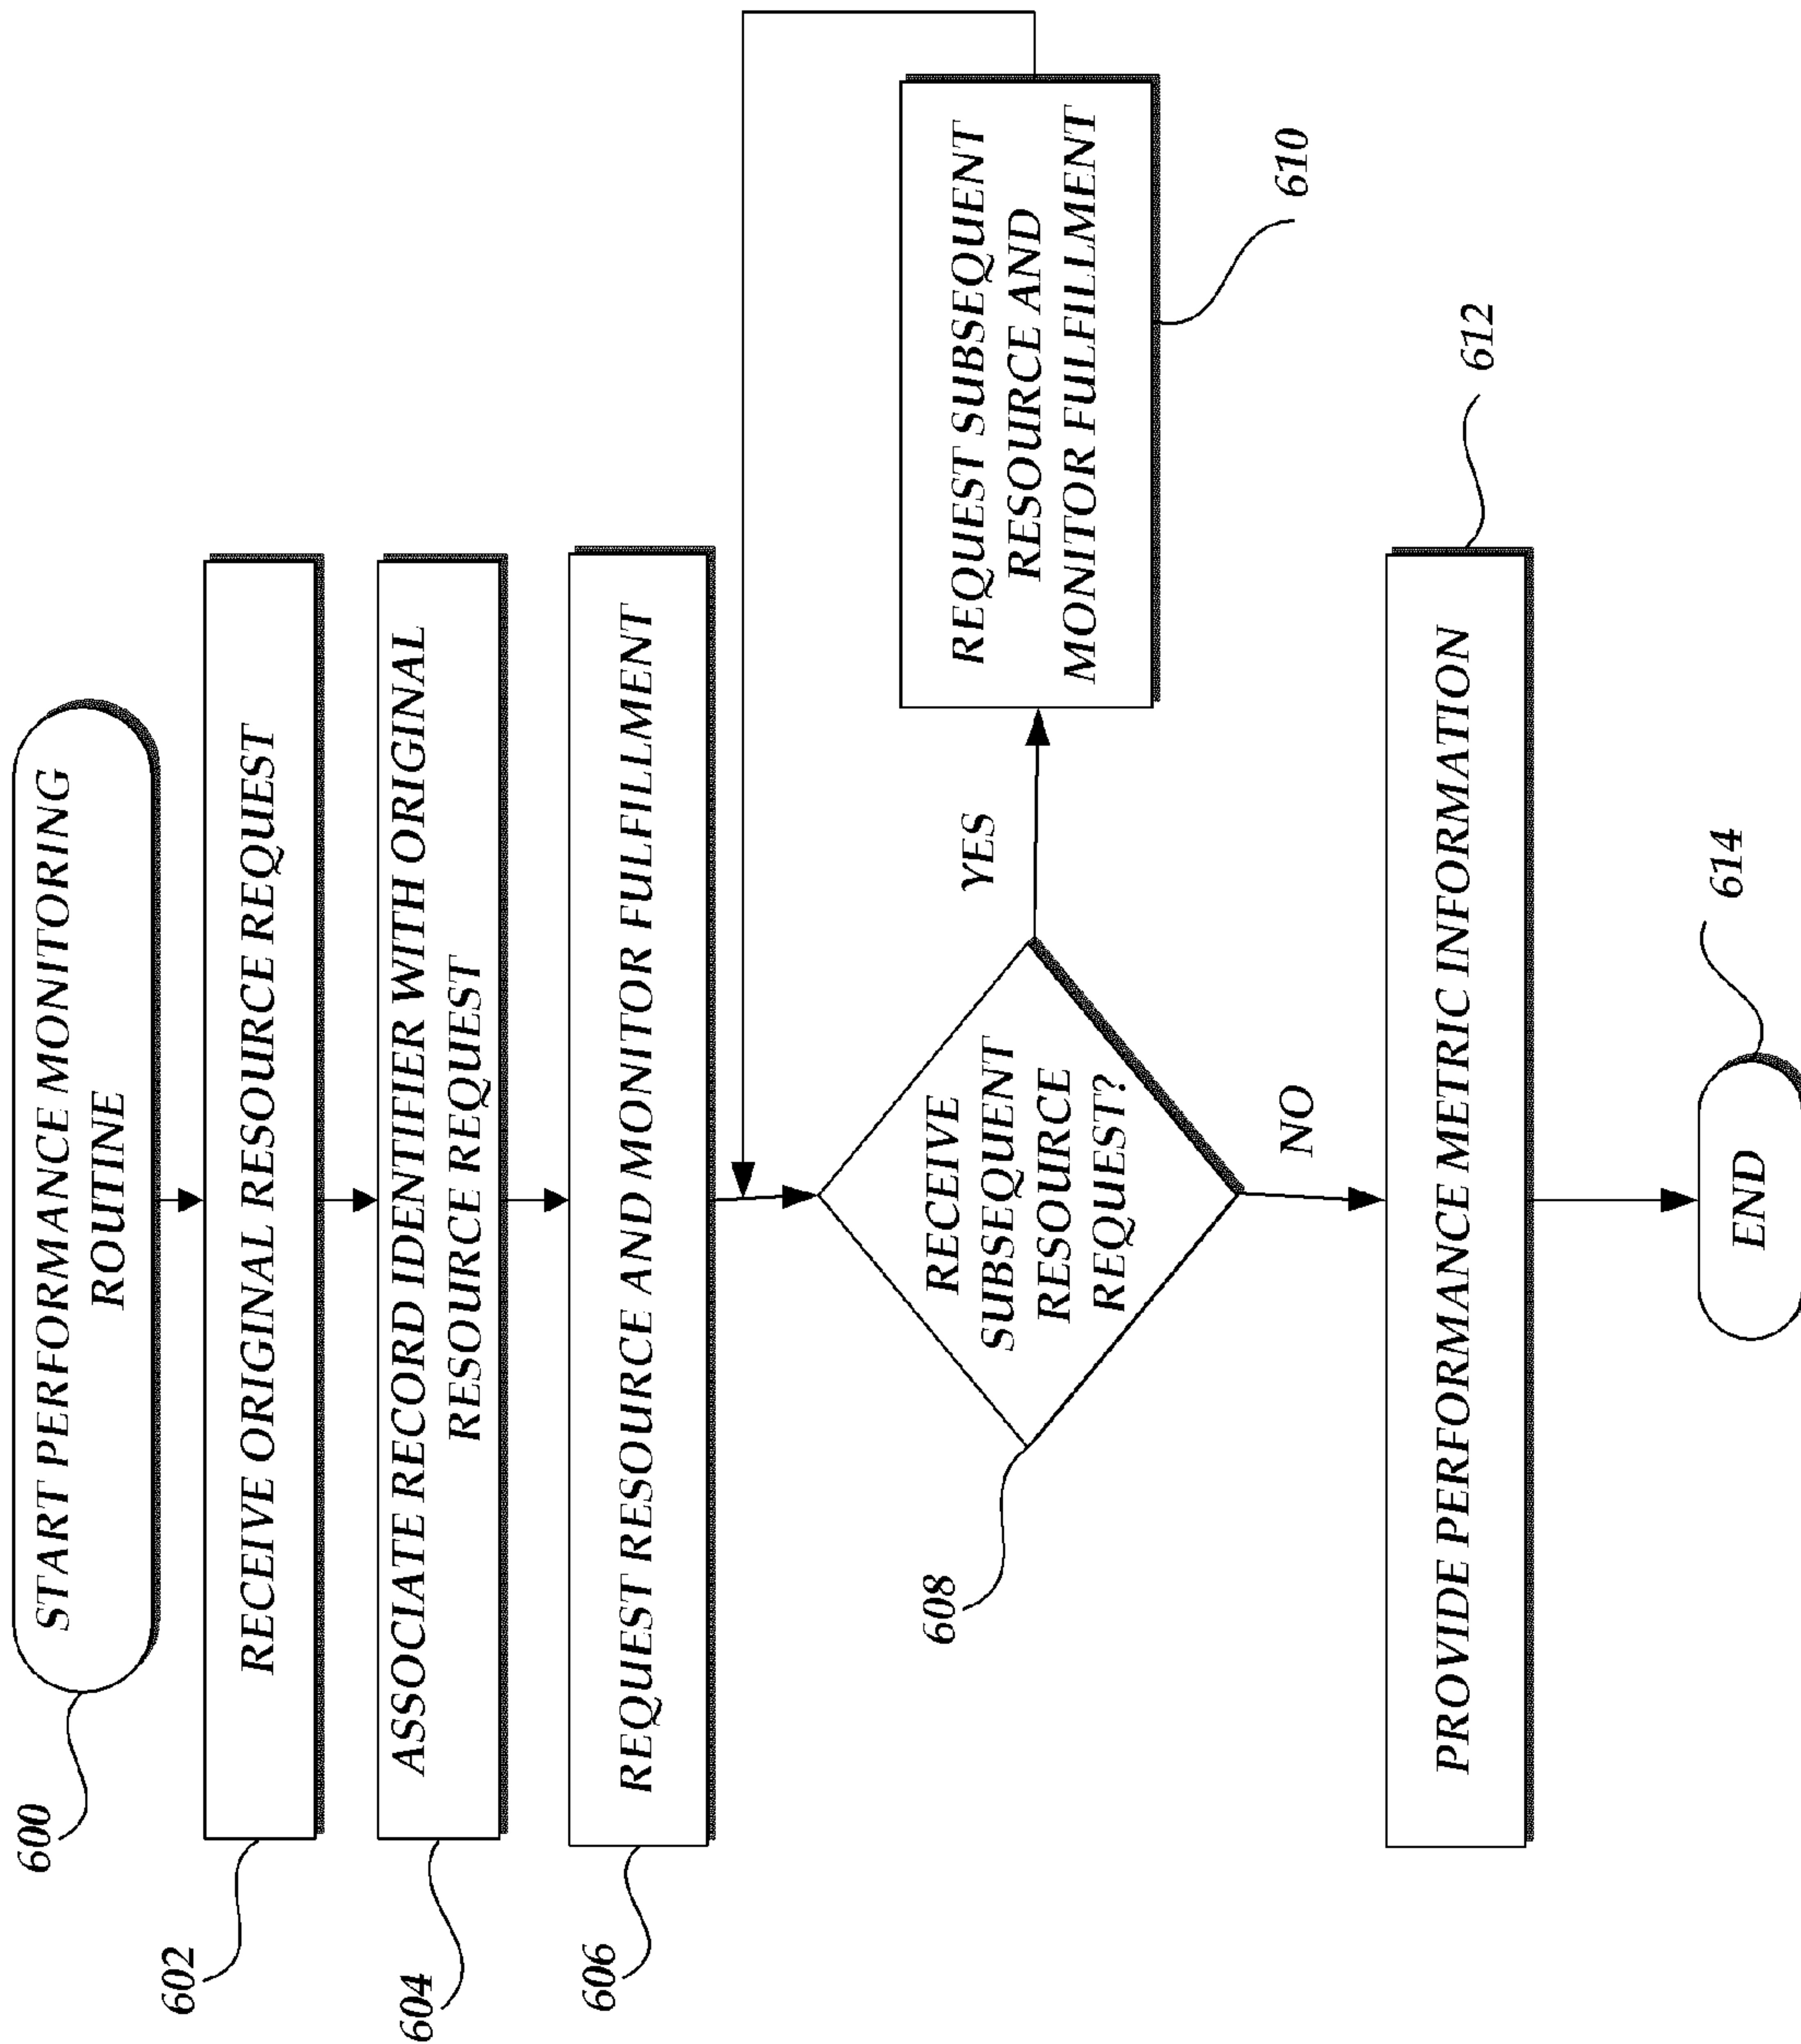 600
START PERFORMANCE MONITORING
ROUTINE
602
RECEIVE ORIGINAL RESOURCE REQUEST
604
ASSOCIATE RECORD IDENTIFIER WITH ORIGINAL
RESOURCE REQUEST
606
REQUEST RESOURCE AND MONITOR FULFILLMENT
608
RECEIVE
SUBSEQUENT
RESOURCE
REQUEST?
YES
REQUEST SUBSEQUENT
RESOURCE AND
MONITOR FULFILLMENT
610
NO
612
PROVIDE PERFORMANCE METRIC INFORMATION
614
END